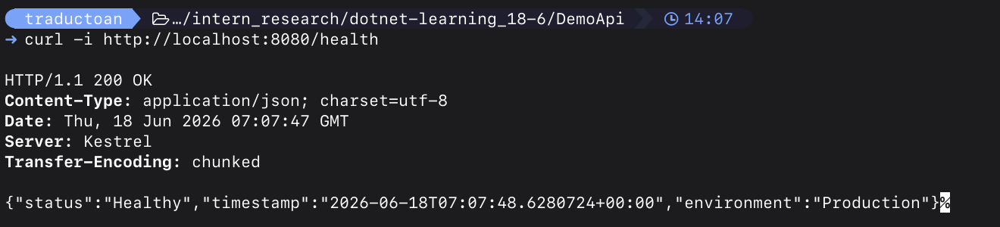 traductoan …/intern_research/dotnet-learning_18-6/DemoApi 14:07
→ curl -i http://localhost:8080/health
HTTP/1.1 200 OK
Content-Type: application/json; charset=utf-8
Date: Thu, 18 Jun 2026 07:07:47 GMT
Server: Kestrel
Transfer-Encoding: chunked
{"status":"Healthy","timestamp":"2026-06-18T07:07:48.6280724+00:00","environment":"Production"}%